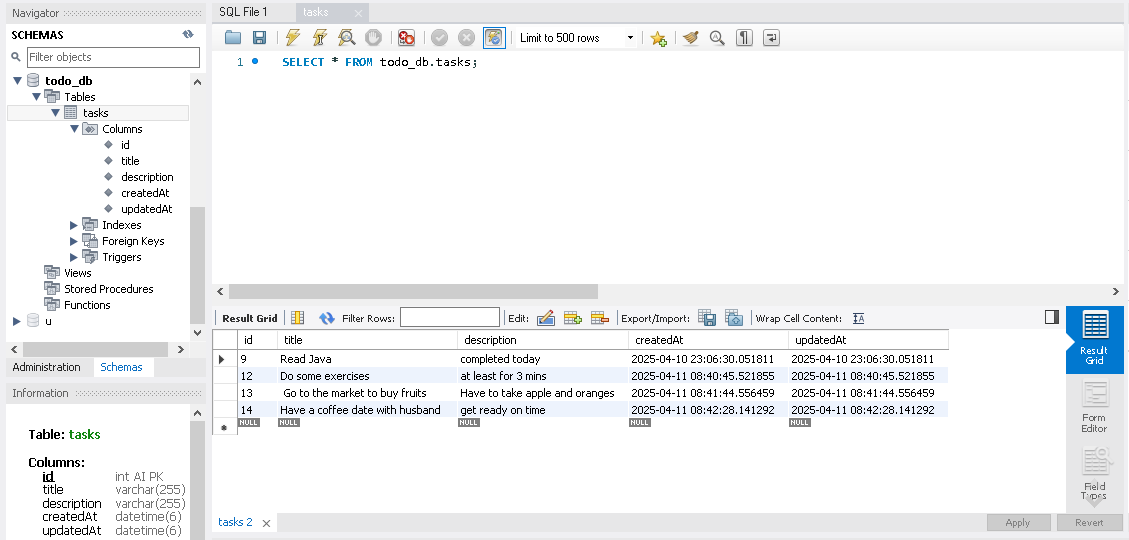 Navigator
SCHEMAS
Filter objects
todo_db
Tables
tasks
Columns
id
title
description
createdAt
updatedAt
Indexes
Foreign Keys
Triggers
Views
Stored Procedures
Functions
u
Administration Schemas
Information
Table: tasks
Columns:
id int AI PK
title varchar(255)
description varchar(255)
createdAt datetime(6)
updatedAt datetime(6)
SQL File 1 tasks
Limit to 500 rows
1 SELECT * FROM todo_db.tasks;
Result Grid Filter Rows: Edit: Export/Import: Wrap Cell Content:
id title description createdAt updatedAt
9 Read Java completed today 2025-04-10 23:06:30.051811 2025-04-10 23:06:30.051811
12 Do some exercises at least for 3 mins 2025-04-11 08:40:45.521855 2025-04-11 08:40:45.521855
13 Go to the market to buy fruits Have to take apple and oranges 2025-04-11 08:41:44.556459 2025-04-11 08:41:44.556459
14 Have a coffee date with husband get ready on time 2025-04-11 08:42:28.141292 2025-04-11 08:42:28.141292
NULL NULL NULL NULL NULL
Result
Grid
Form
Editor
Field
Types
tasks 2 Apply Revert